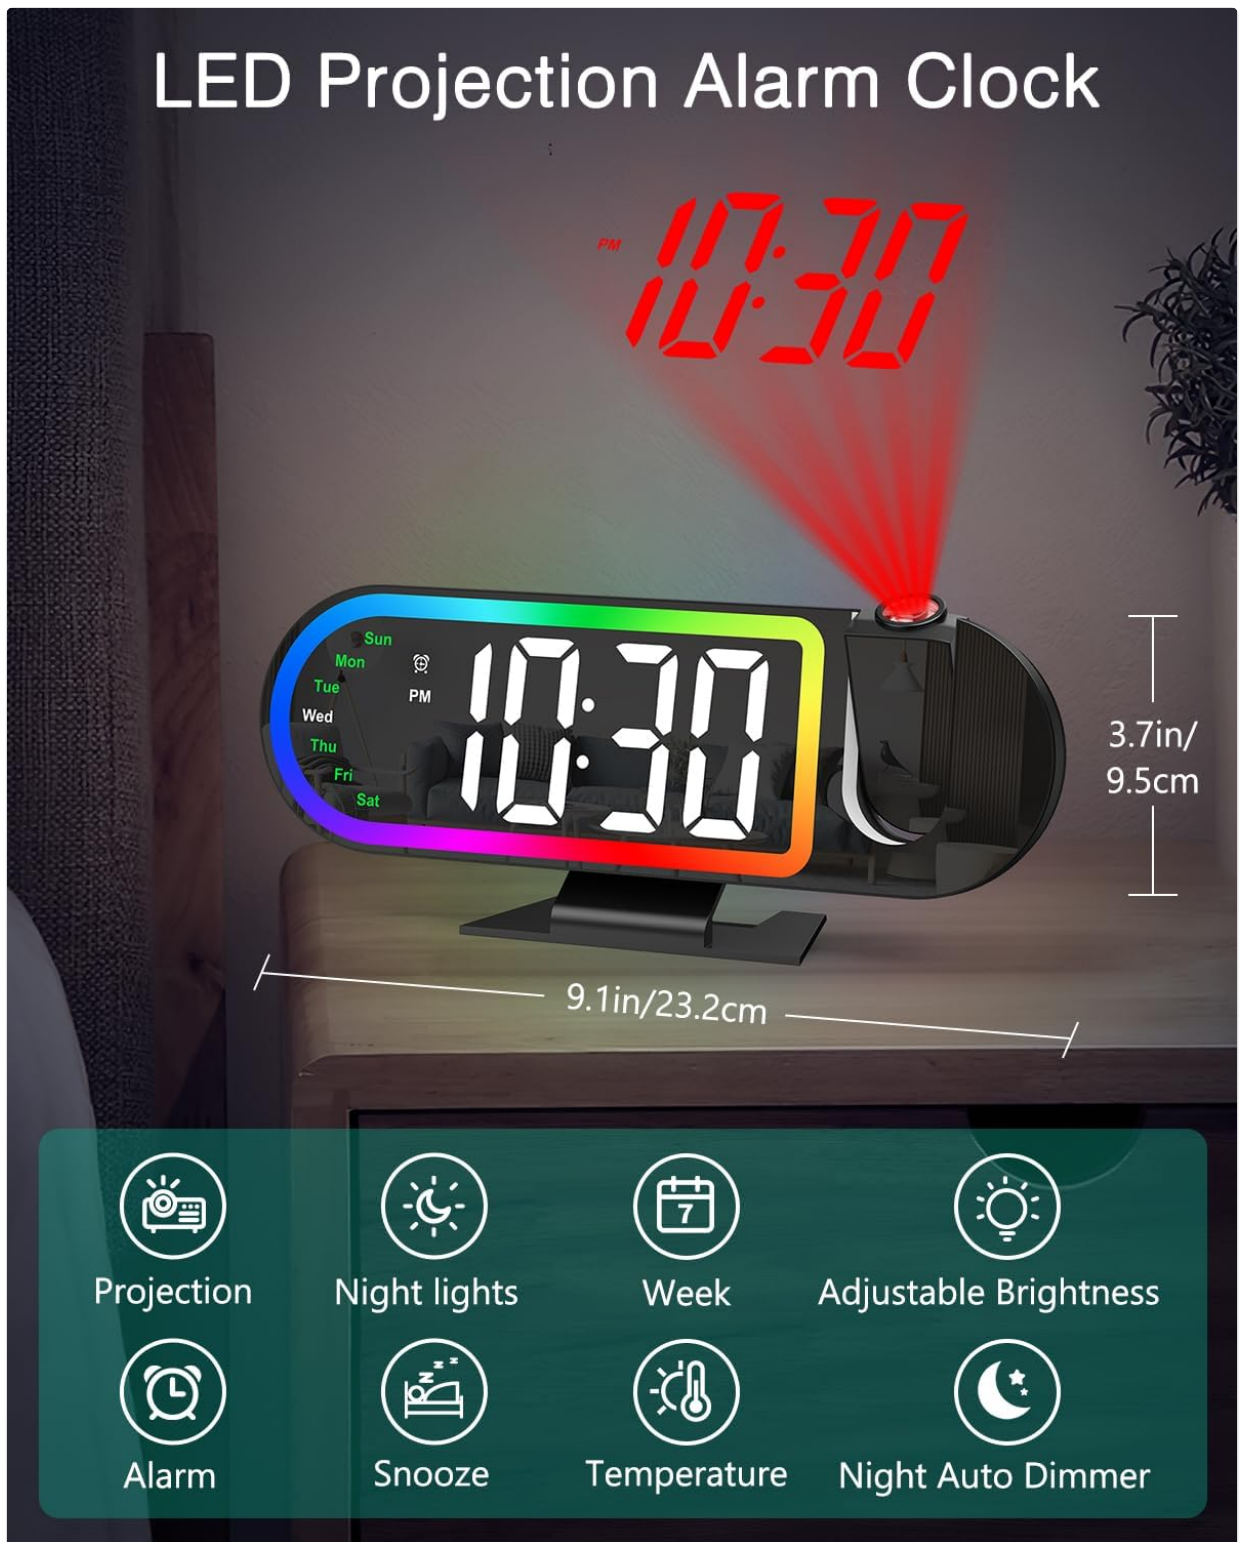 LED Projection Alarm Clock
PM 10:30
Sun
Mon
Tue
Wed
Thu
Fri
Sat
PM
10:30
3.7in/
9.5cm
9.1in/23.2cm
7
Projection
Night lights
Week
Adjustable Brightness
z z z z
Alarm
Snooze
Temperature
Night Auto Dimmer